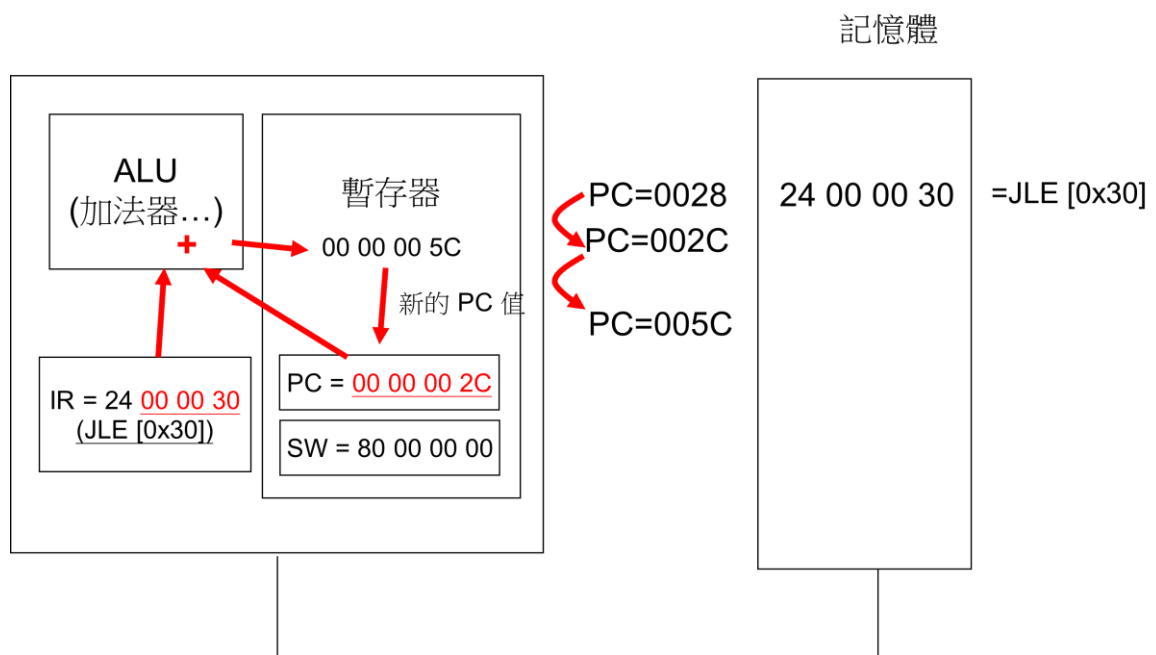 記憶體
ALU
(加法器…)
+
暫存器
00 00 00 5C
新的 PC 值
PC = 00 00 00 2C
SW = 80 00 00 00
IR = 24 00 00 30
(JLE [0x30])
PC=0028
PC=002C
PC=005C
24 00 00 30
=JLE [0x30]